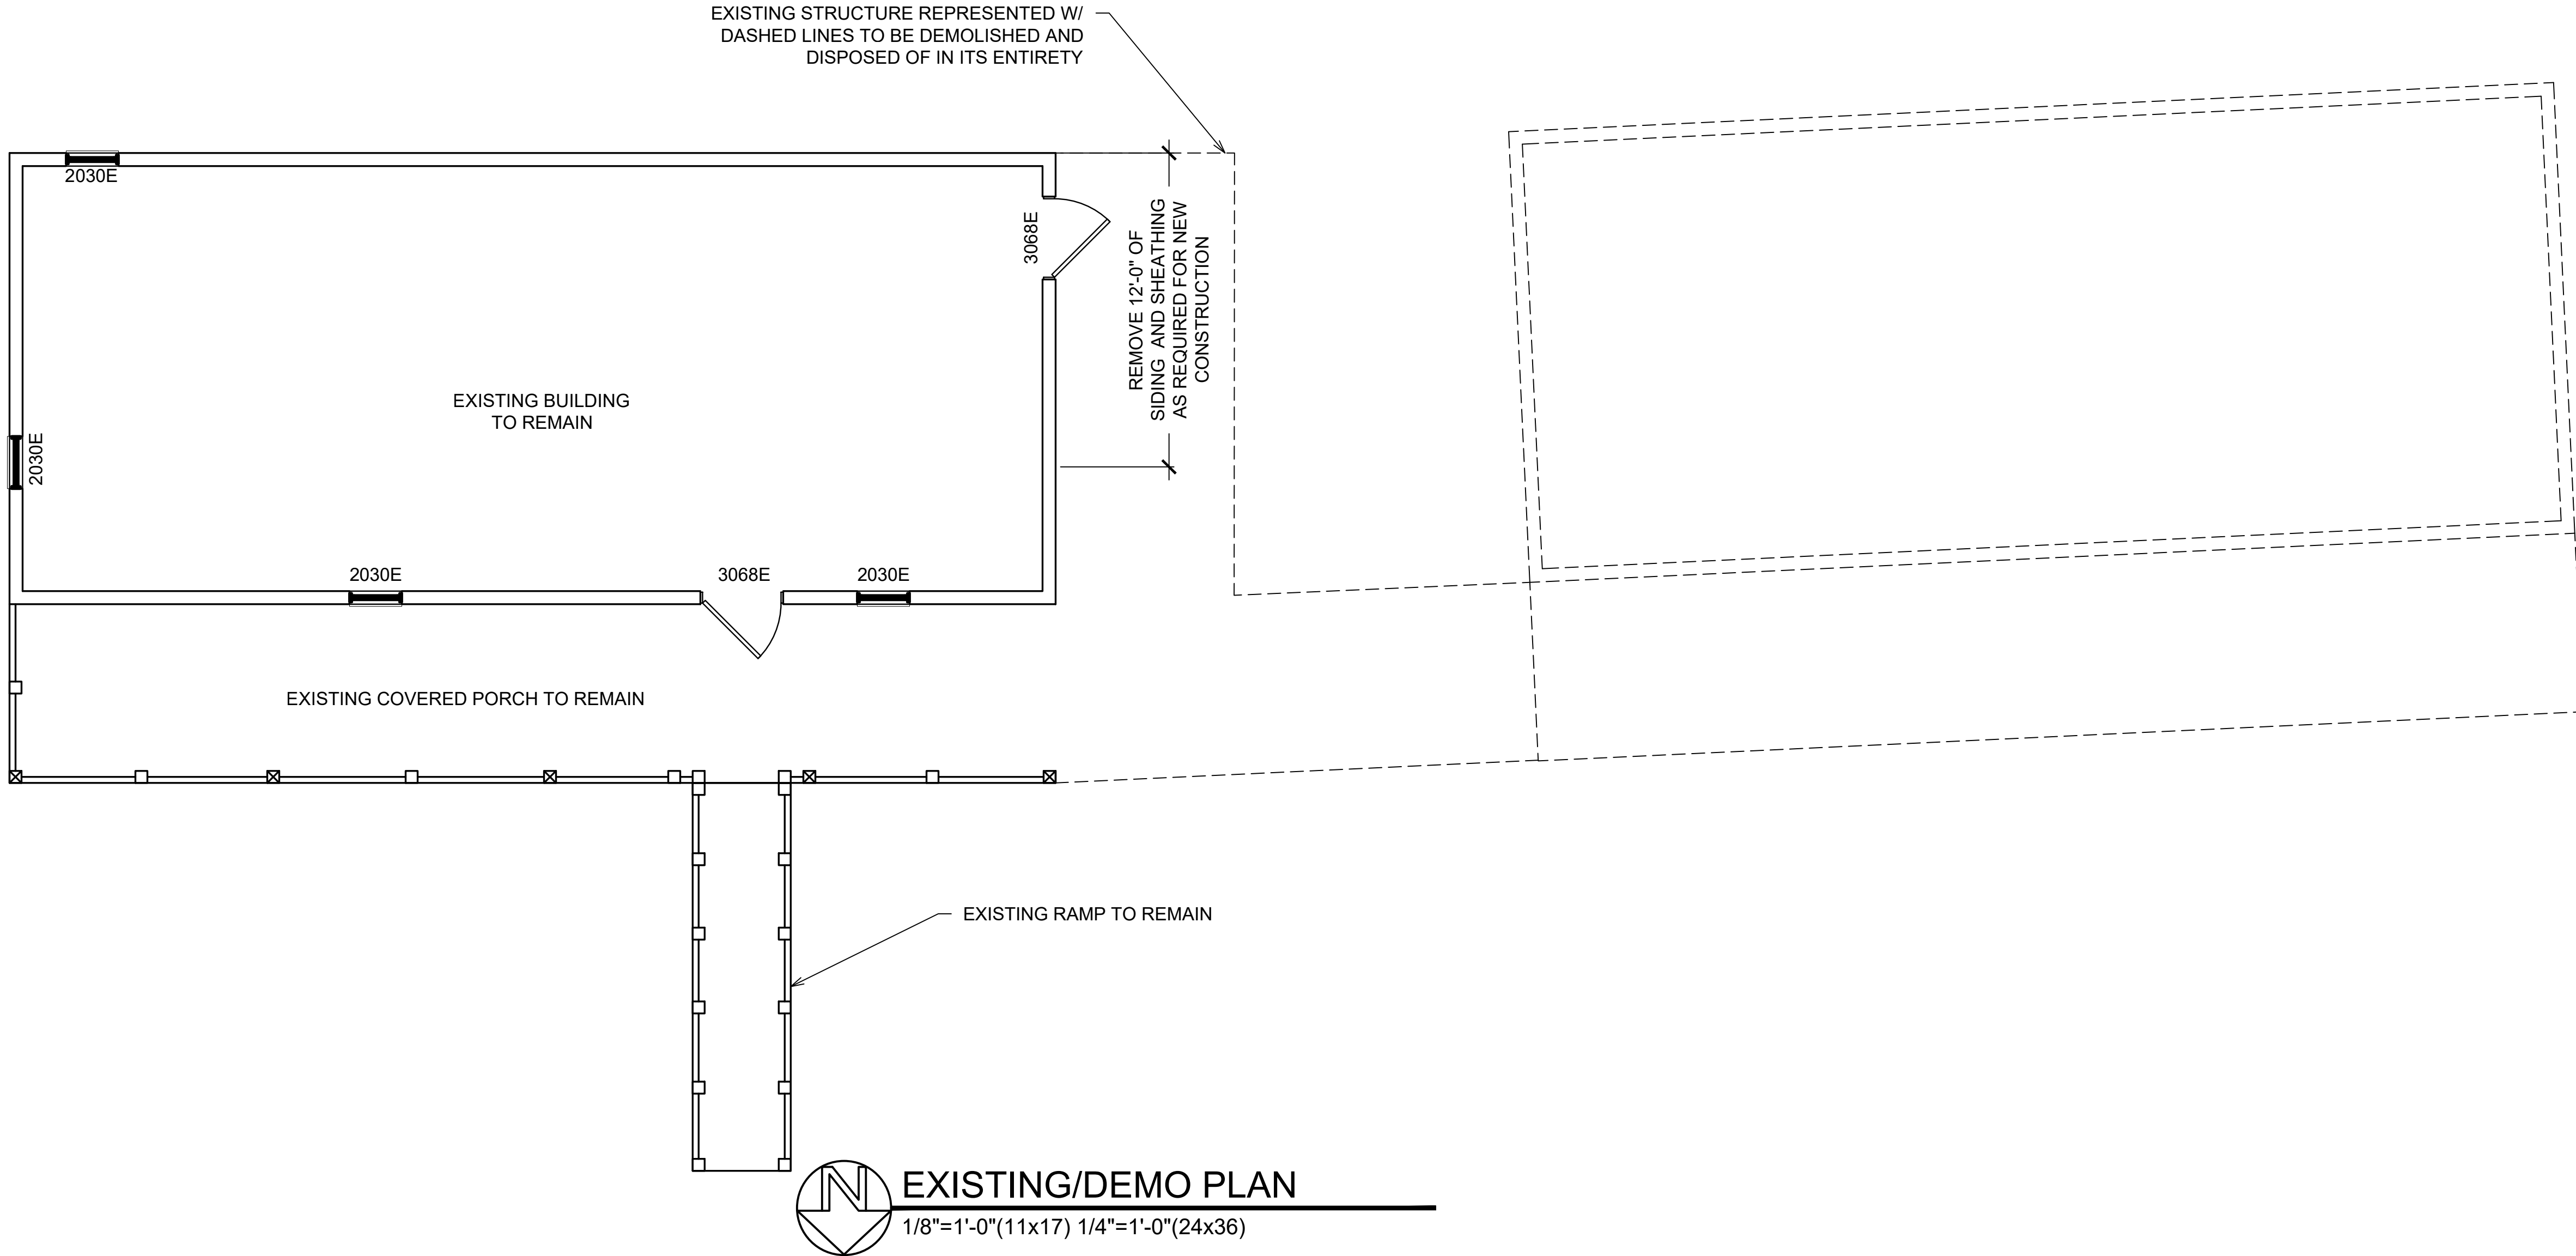 EXISTING STRUCTURE REPRESENTED W/
DASHED LINES TO BE DEMOLISHED AND
DISPOSED OF IN ITS ENTIRETY
2030E
3068E
REMOVE 12'-0" OF
SIDING AND SHEATHING
AS REQUIRED FOR NEW
CONSTRUCTION
EXISTING BUILDING
TO REMAIN
2030E
2030E
3068E
2030E
EXISTING COVERED PORCH TO REMAIN
EXISTING RAMP TO REMAIN
N
EXISTING/DEMO PLAN
1/8"=1'-0"(11x17) 1/4"=1'-0"(24x36)